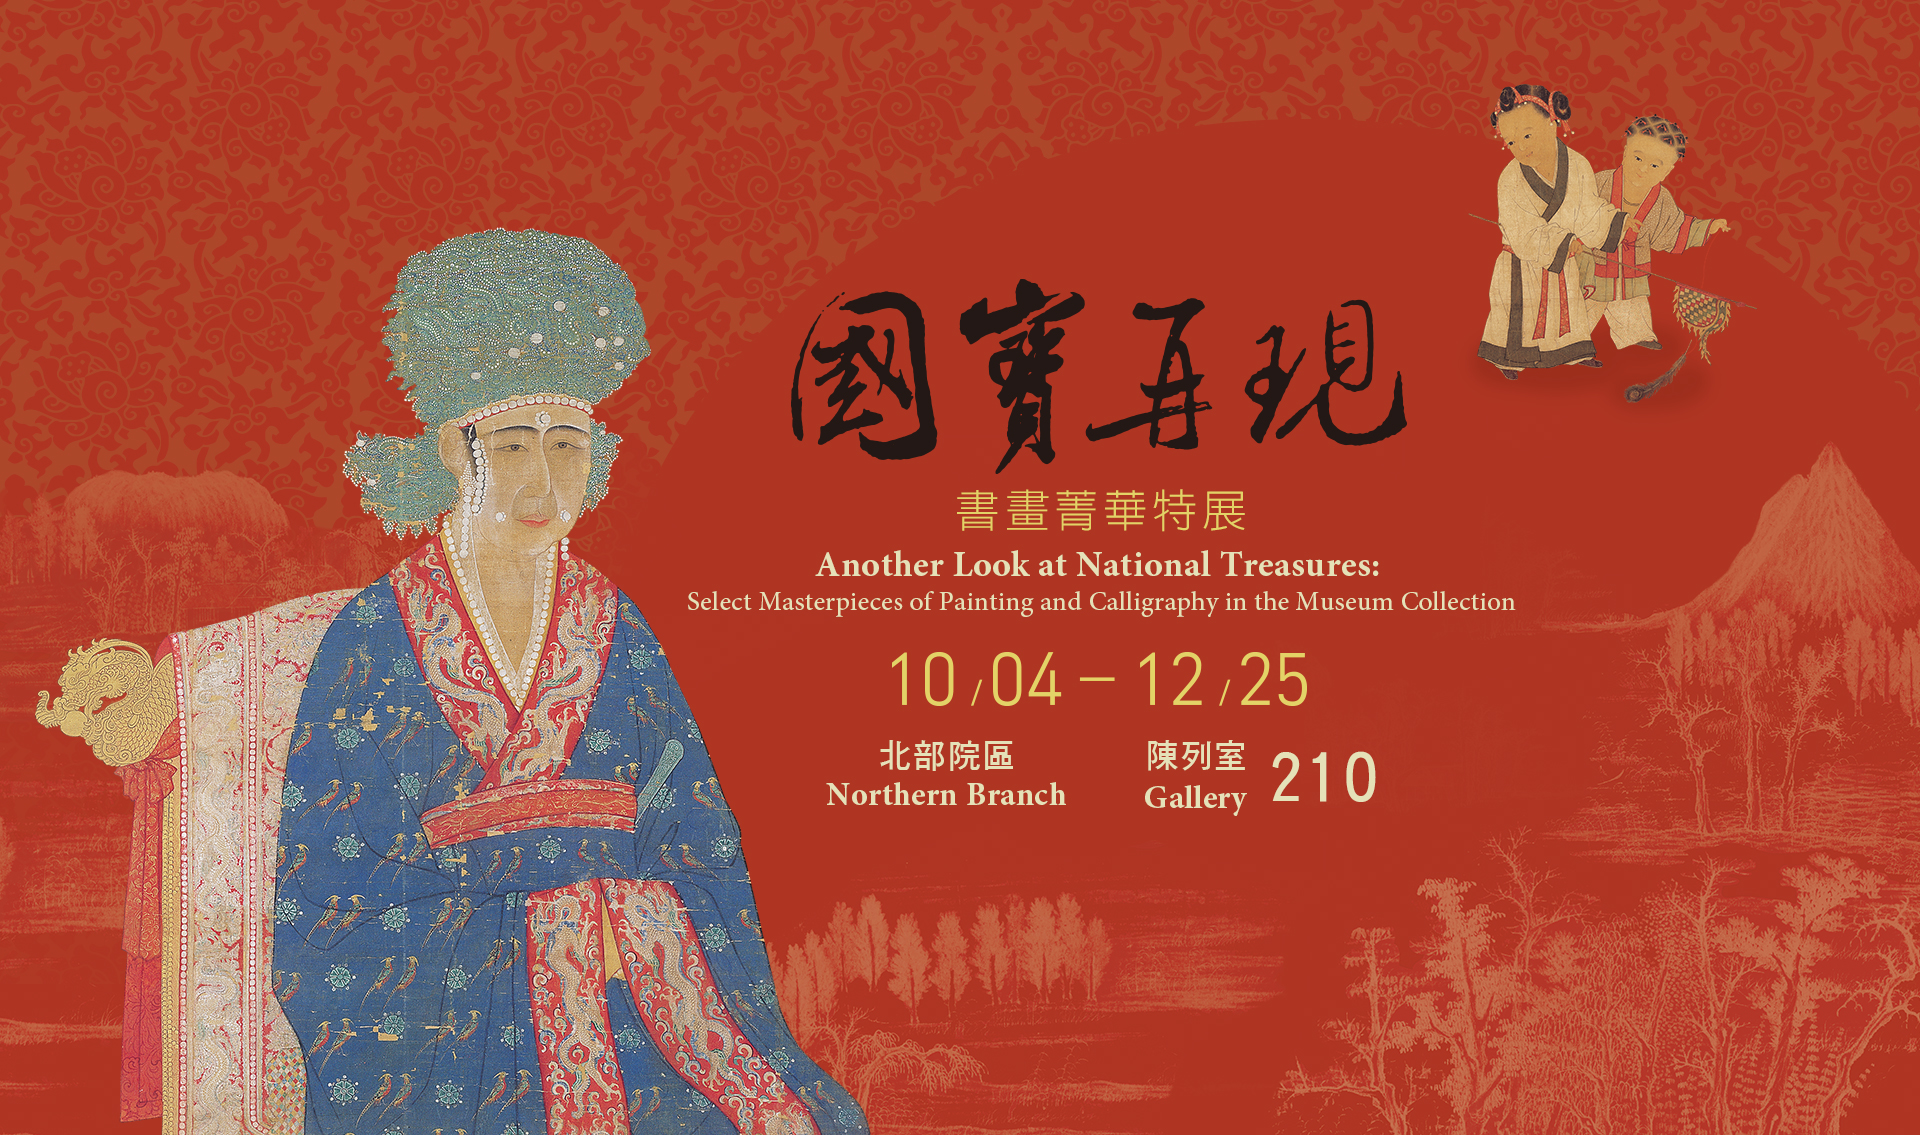 國寶再現
書畫菁華特展
Another Look at National Treasures:
Select Masterpieces of Painting and Calligraphy in the Museum Collection
10/04–12/25
北部院區
Northern Branch
陳列室
Gallery
210